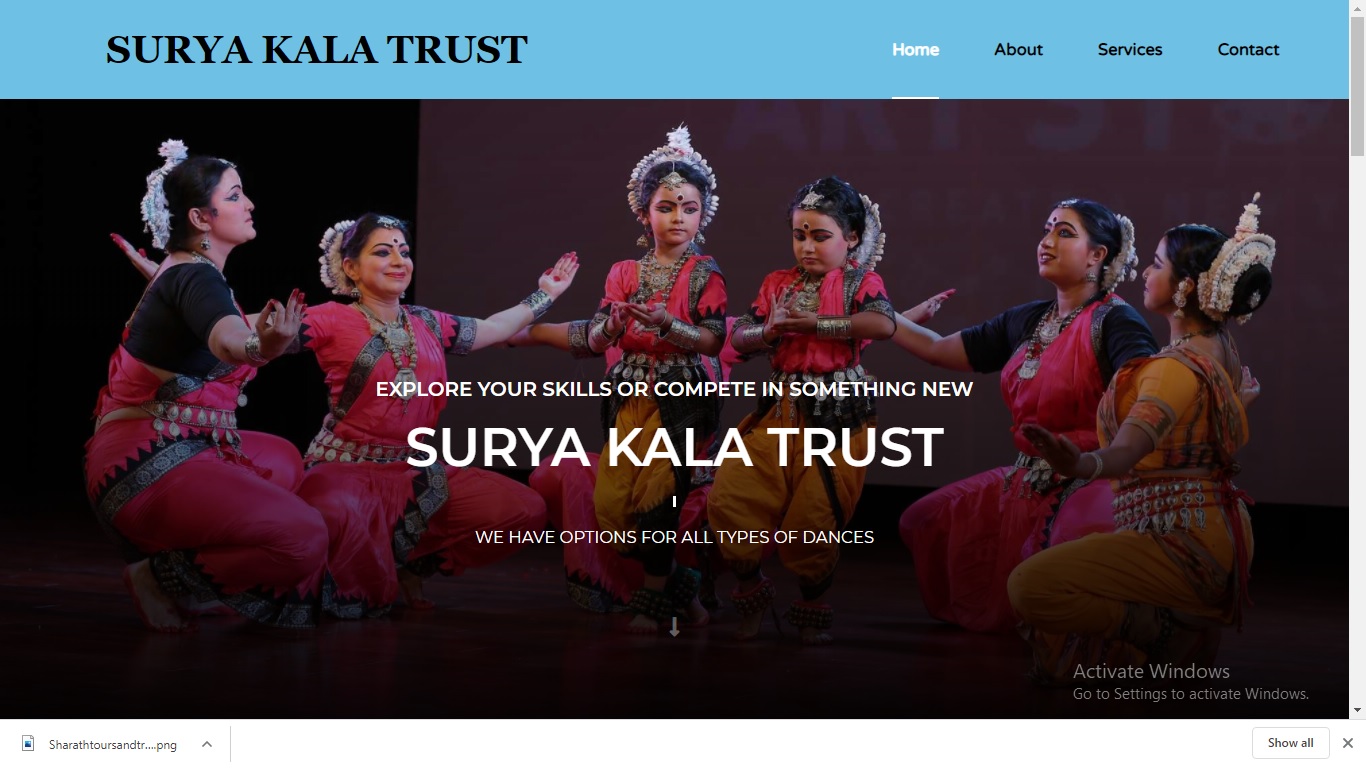 SURYA KALA TRUST
Home About Services Contact
ART ST
EXPLORE YOUR SKILLS OR COMPETE IN SOMETHING NEW
SURYA KALA TRUST
WE HAVE OPTIONS FOR ALL TYPES OF DANCES
Activate Windows
Go to Settings to activate Windows.
Sharathtoursandtr....png
Show all